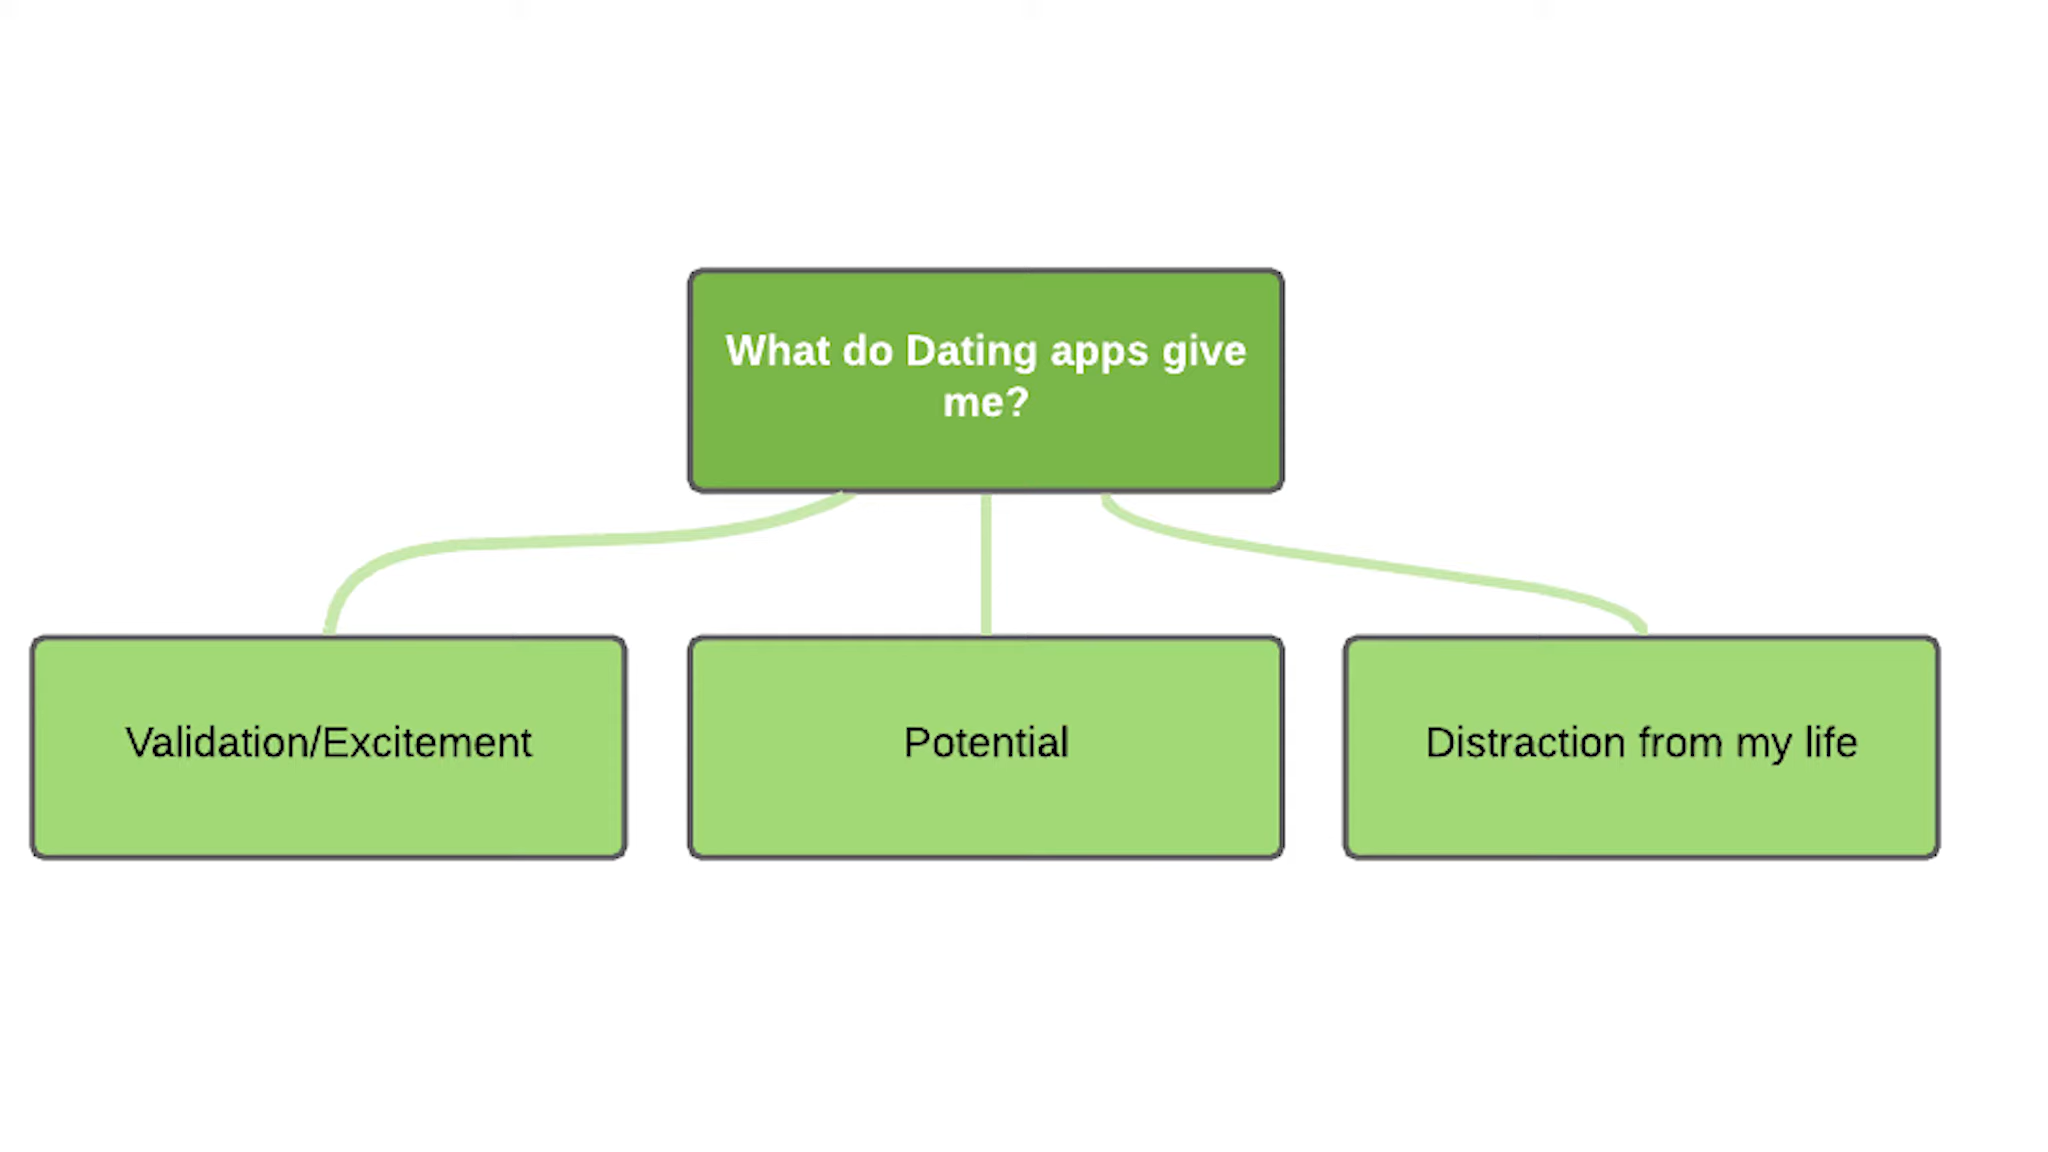 What do Dating apps give
me?
Validation/Excitement
Potential
Distraction from my life